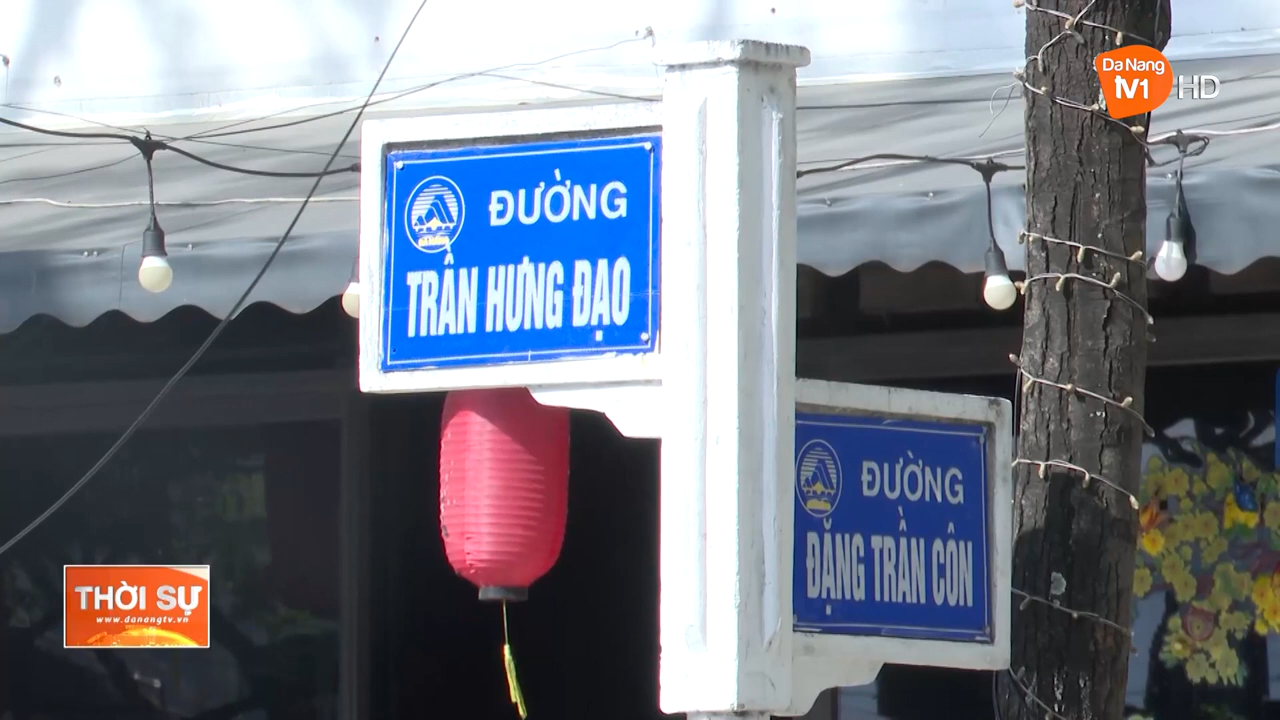 Da Nang
TV1 HD
ĐƯỜNG
TRẦN HƯNG ĐẠO
ĐƯỜNG
ĐẶNG TRẦN CÔN
THỜI SỰ
www.danangtv.vn